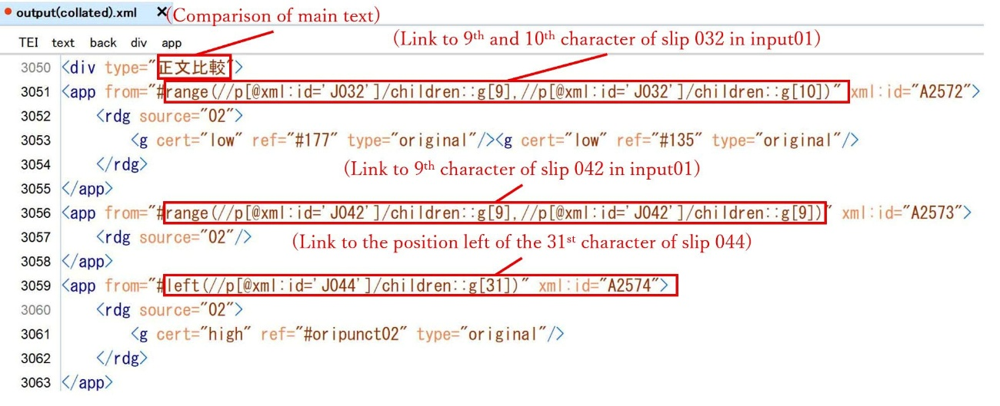 output(collated).xml ×
(Comparison of main text)
TEI text back div app
(Link to 9th and 10th character of slip 032 in input01)
3050 <div type="正文比較">
3051 <app from="#range(//p[@xml:id='J032']/children::g[9],//p[@xml:id='J032']/children::g[10])" xml:id="A2572">
3052 <rdg source="02">
3053 <g cert="low" ref="#177" type="original"/><g cert="low" ref="#135" type="original"/>
3054 </rdg>
(Link to 9th character of slip 042 in input01)
3055 </app>
3056 <app from="#range(//p[@xml:id='J042']/children::g[9],//p[@xml:id='J042']/children::g[9])" xml:id="A2573">
3057 <rdg source="02"/>
(Link to the position left of the 31st character of slip 044)
3058 </app>
3059 <app from="#left(//p[@xml:id='J044']/children::g[31])" xml:id="A2574">
3060 <rdg source="02">
3061 <g cert="high" ref="#oripunct02" type="original"/>
3062 </rdg>
3063 </app>